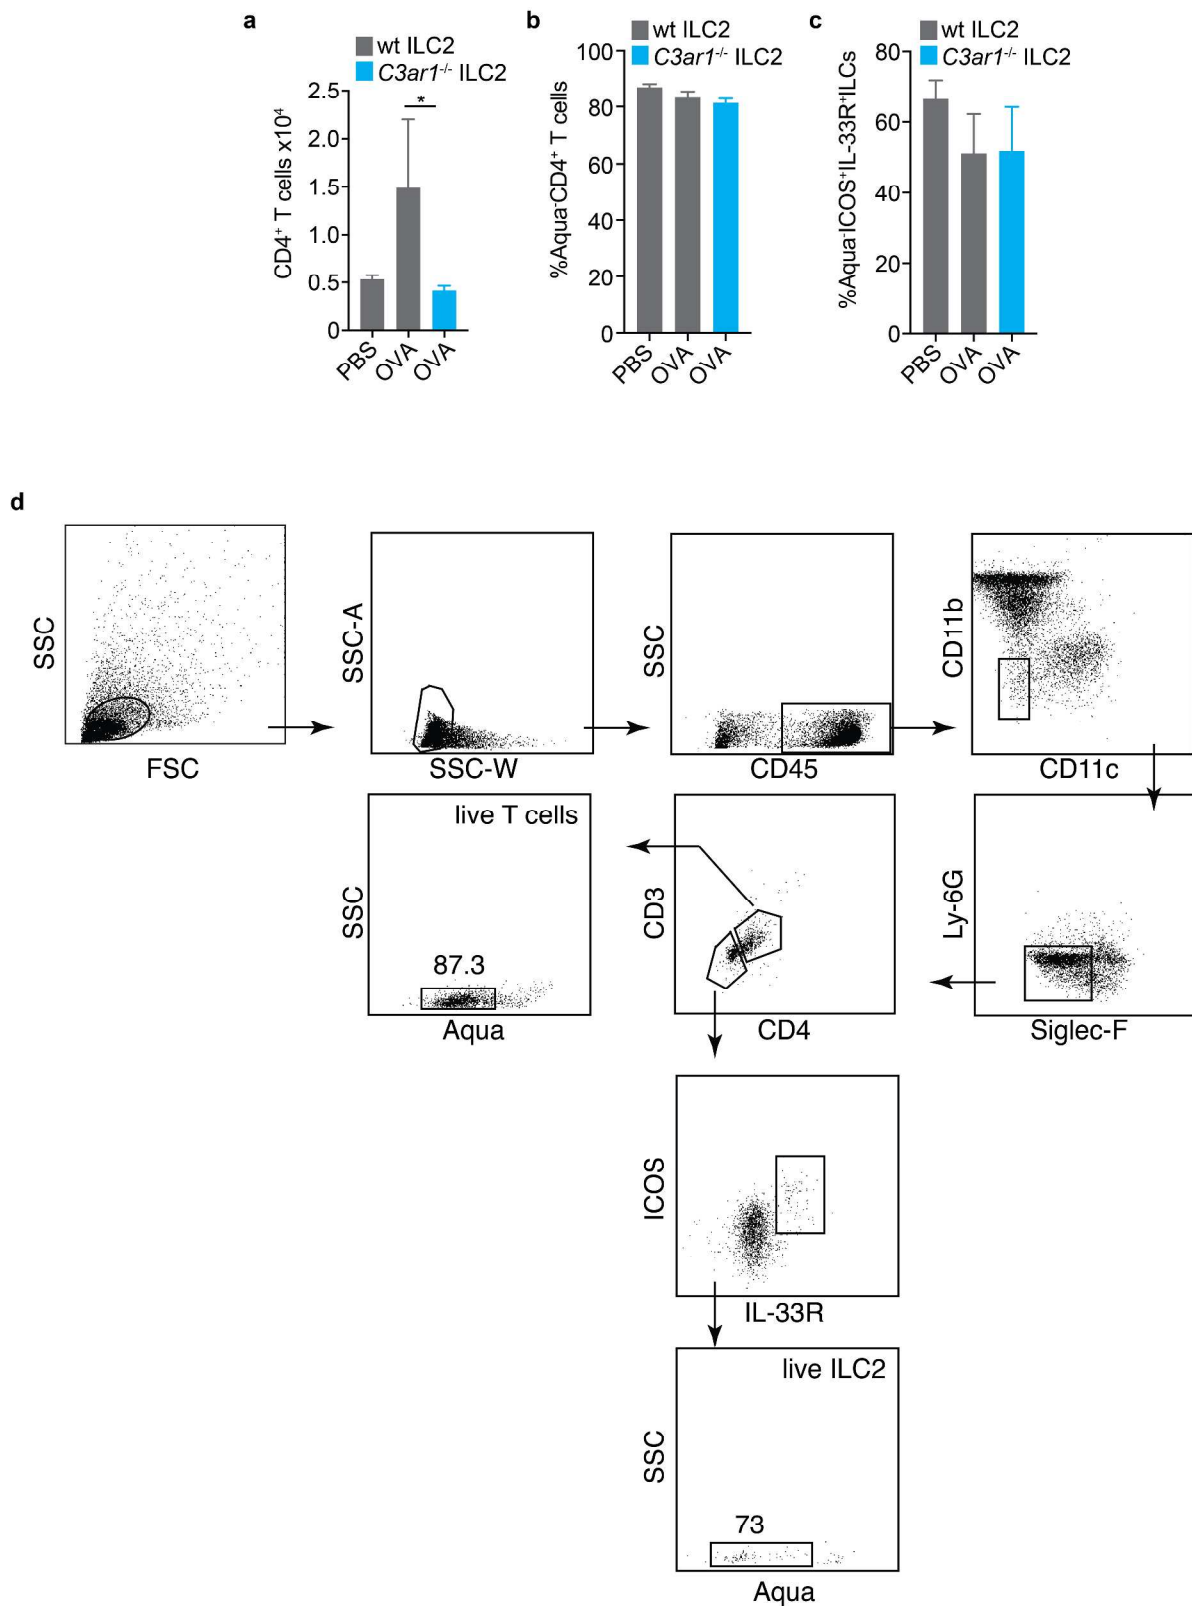 a
wt ILC2
C3ar1-/- ILC2
CD4+ T cells x10⁴
2.5
2.0
1.5
1.0
0.5
0
*
PBS
OVA
OVA
b
wt ILC2
C3ar1-/- ILC2
%Aqua-CD4+ T cells
100
80
60
40
20
0
PBS
OVA
OVA
c
wt ILC2
C3ar1-/- ILC2
%Aqua-ICOS+IL-33R+ILCs
80
60
40
20
0
PBS
OVA
OVA
d
SSC
FSC
SSC-A
SSC-W
SSC
CD45
CD11b
CD11c
live T cells
SSC
87.3
Aqua
CD3
CD4
Ly-6G
Siglec-F
ICOS
IL-33R
live ILC2
SSC
73
Aqua